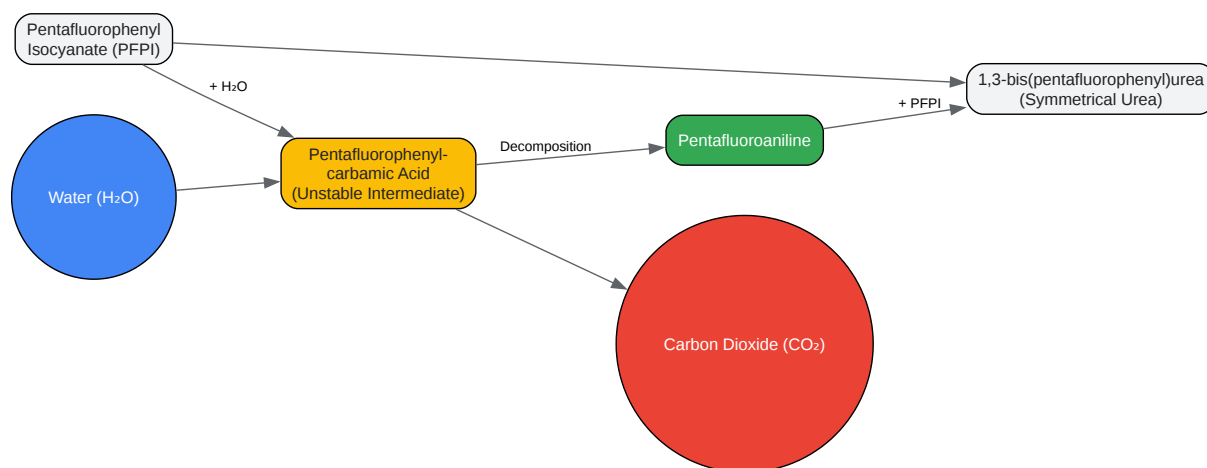 Pentafluorophenyl
Isocyanate (PFPI)
+ H₂O
Water (H₂O)
Pentafluorophenyl-
carbamic Acid
(Unstable Intermediate)
Decomposition
Pentafluoroaniline
+ PFPI
1,3-bis(pentafluorophenyl)urea
(Symmetrical Urea)
Carbon Dioxide (CO₂)